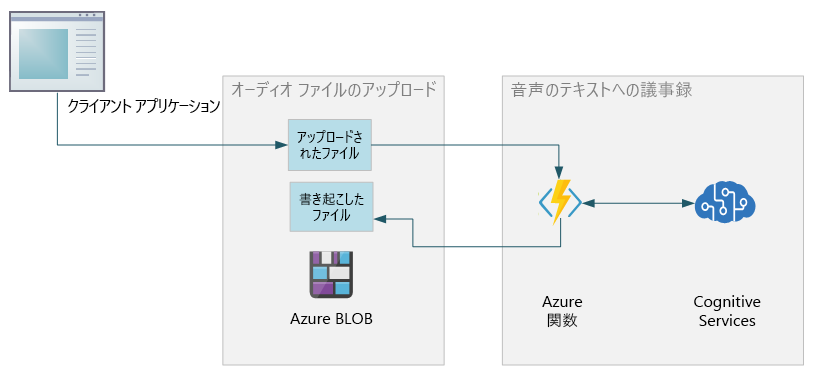 クライアント アプリケーション
オーディオ ファイルのアップロード
アップロードさ
れたファイル
書き起こした
ファイル
Azure BLOB
音声のテキストへの議事録
Azure
関数
Cognitive
Services